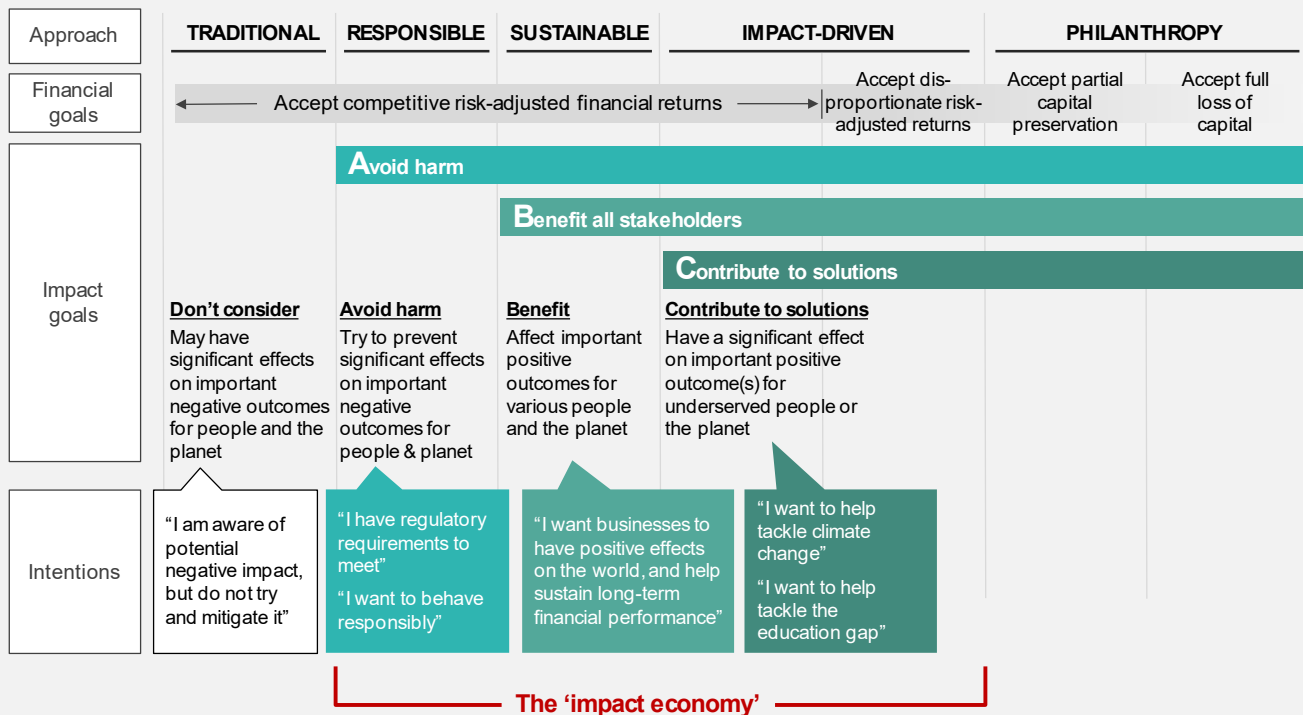 Approach
TRADITIONAL
RESPONSIBLE
SUSTAINABLE
IMPACT-DRIVEN
PHILANTHROPY
Financial
goals
Accept competitive risk-adjusted financial returns
Accept dis-
proportionate risk-
adjusted returns
Accept partial
capital
preservation
Accept full
loss of
capital
Impact
goals
Avoid harm
Benefit all stakeholders
Contribute to solutions
Don’t consider
May have
significant effects
on important
negative outcomes
for people and the
planet
Avoid harm
Try to prevent
significant effects
on important
negative
outcomes for
people & planet
Benefit
Affect important
positive
outcomes for
various people
and the planet
Contribute to solutions
Have a significant effect
on important positive
outcome(s) for
underserved people or
the planet
Intentions
“I am aware of
potential
negative impact,
but do not try
and mitigate it”
“I have regulatory
requirements to
meet”
“I want to behave
responsibly”
“I want businesses to
have positive effects
on the world, and help
sustain long-term
financial performance”
“I want to help
tackle climate
change”
“I want to help
tackle the
education gap”
The ‘impact economy’